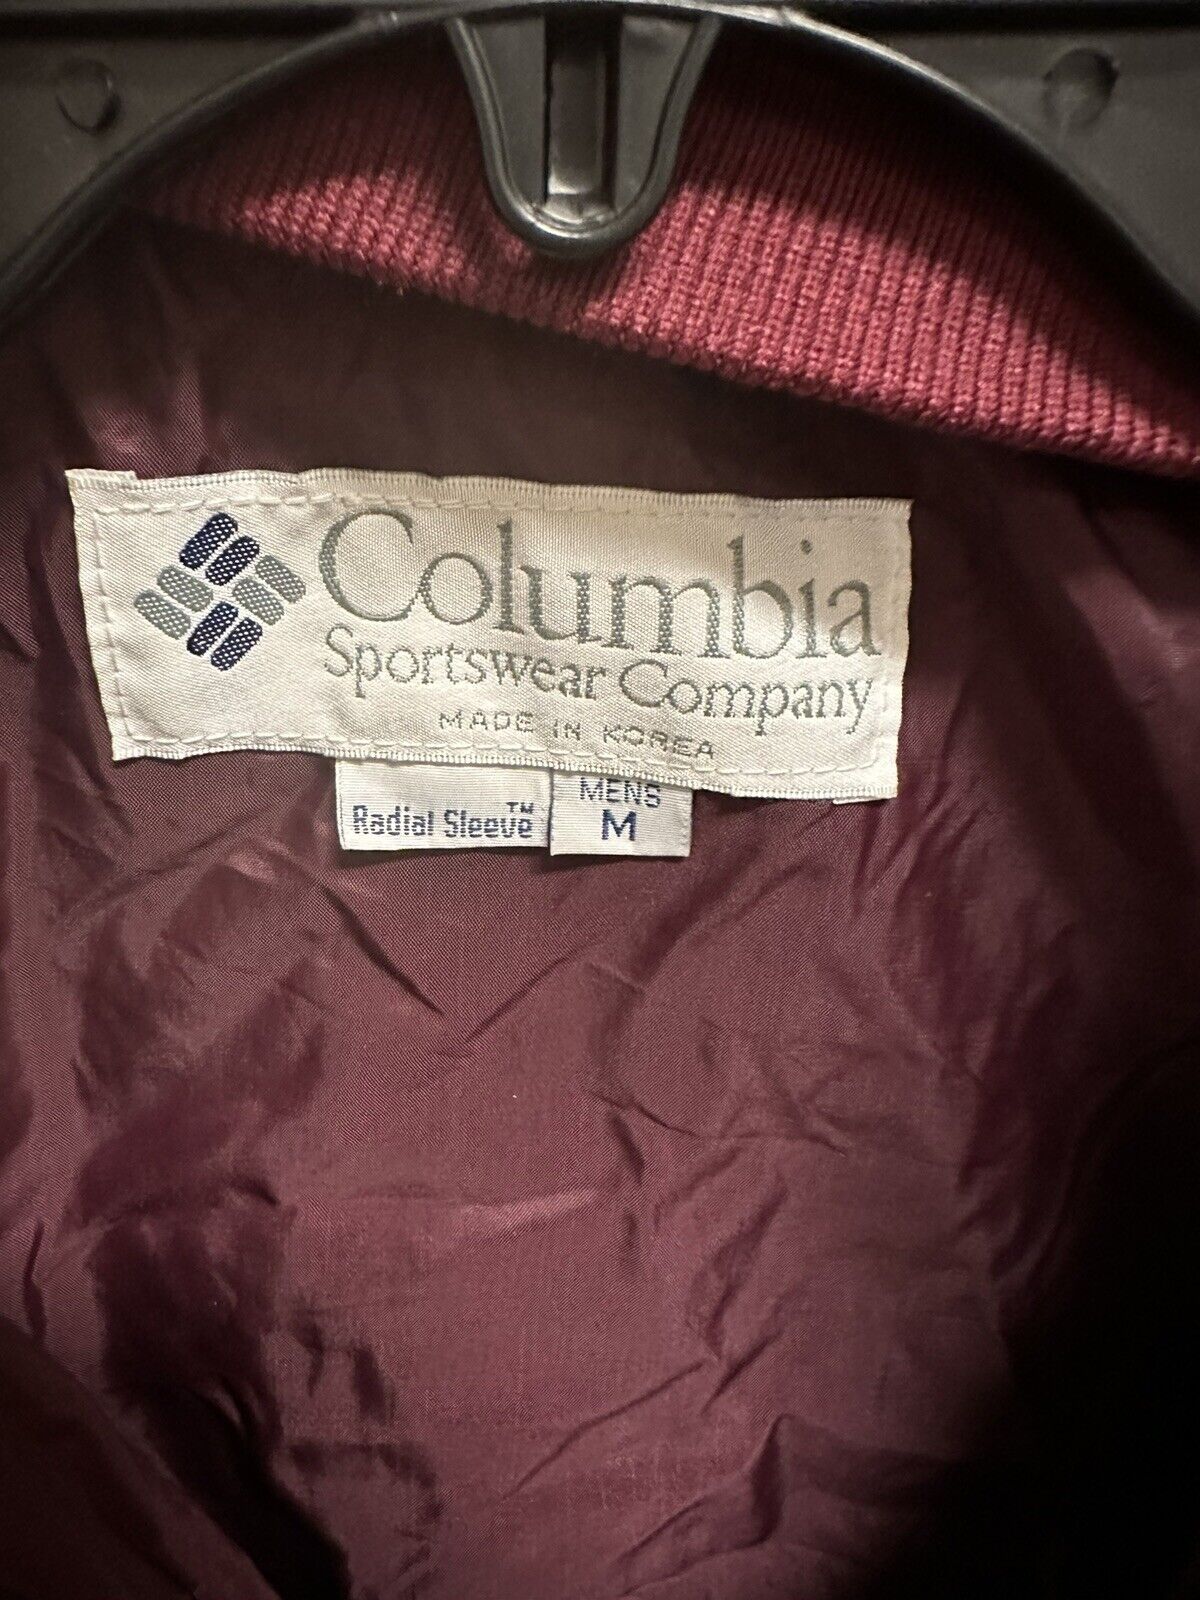 Columbia
Sportswear Company
MADE IN KOREA
Radial Sleeve™
MENS
M